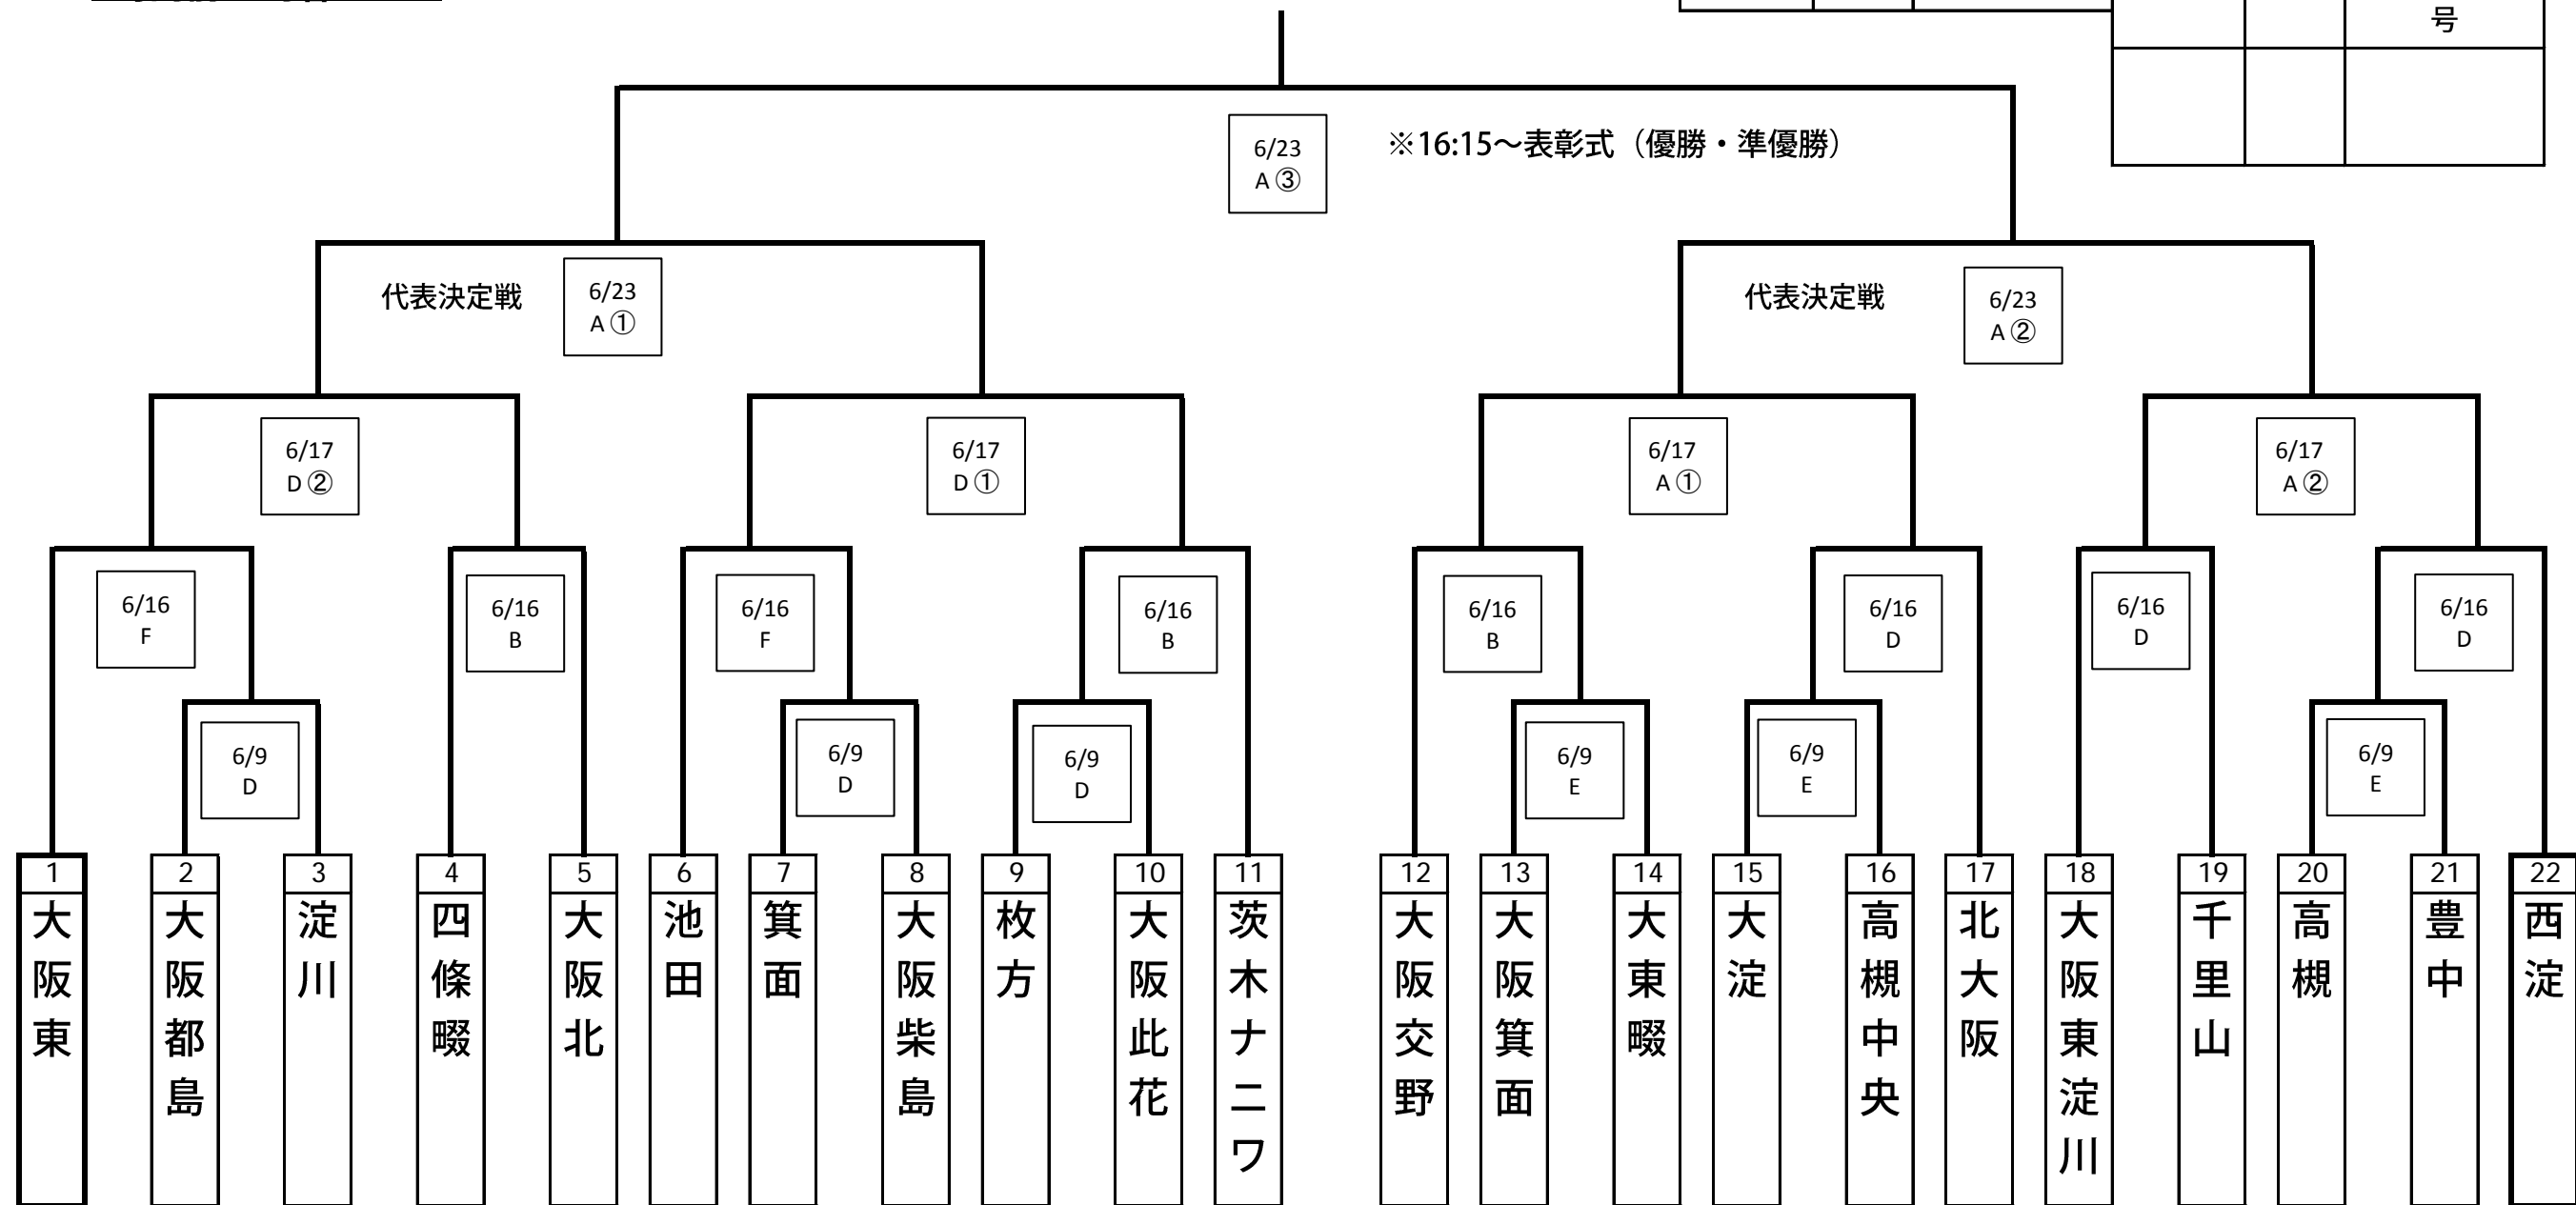 号
6/23
A③
※16:15～表彰式（優勝・準優勝）
代表決定戦
6/23
A①
代表決定戦
6/23
A②
6/17
D②
6/17
D①
6/17
A①
6/17
A②
6/16
F
6/16
B
6/16
F
6/16
B
6/16
B
6/16
D
6/16
D
6/16
D
6/9
D
6/9
D
6/9
D
6/9
E
6/9
E
6/9
E
1
大阪東
2
大阪都島
3
淀川
4
四條畷
5
大阪北
6
池田
7
箕面
8
大阪柴島
9
枚方
10
大阪此花
11
茨木ナニワ
12
大阪交野
13
大阪箕面
14
大東畷
15
大淀
16
高槻中央
17
北大阪
18
大阪東淀川
19
千里山
20
高槻
21
豊中
22
西淀